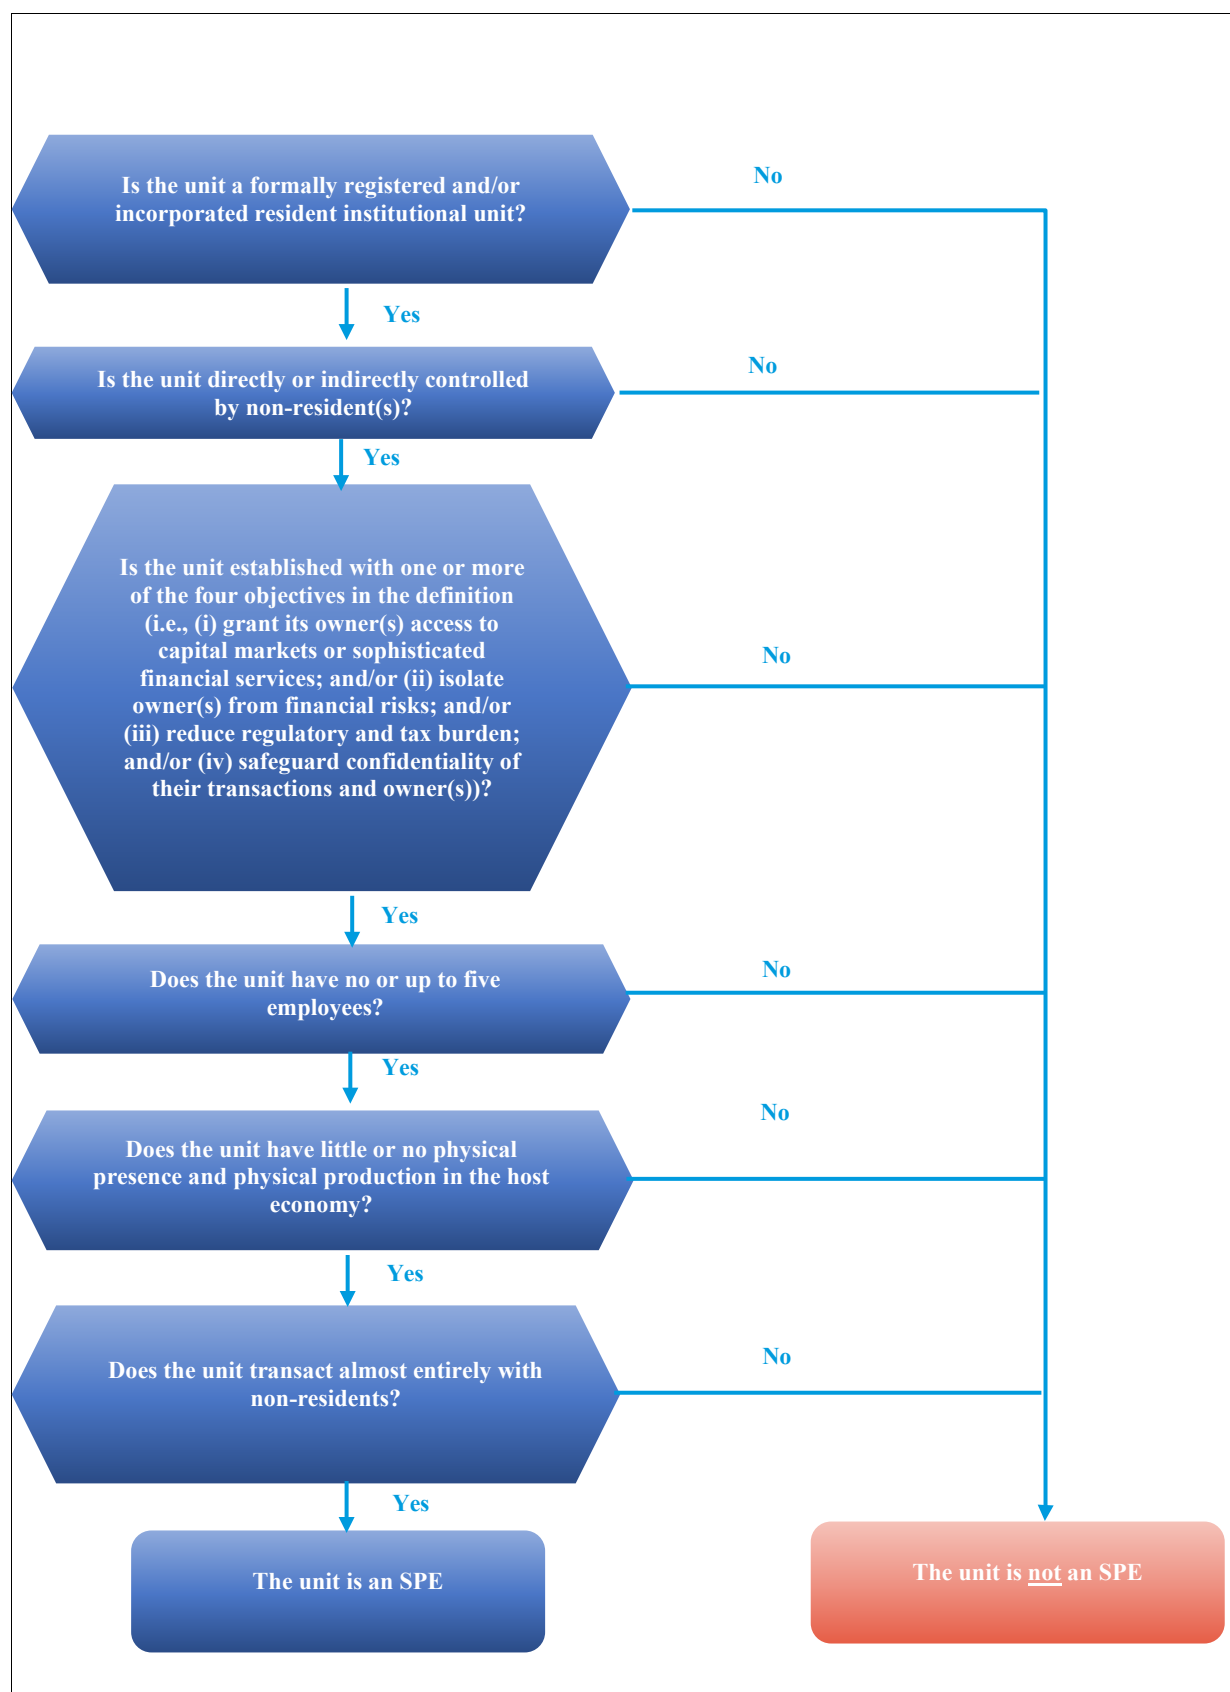 Is the unit a formally registered and/or
incorporated resident institutional unit?
No
Yes
Is the unit directly or indirectly controlled
by non-resident(s)?
No
Yes
Is the unit established with one or more
of the four objectives in the definition
(i.e., (i) grant its owner(s) access to
capital markets or sophisticated
financial services; and/or (ii) isolate
owner(s) from financial risks; and/or
(iii) reduce regulatory and tax burden;
and/or (iv) safeguard confidentiality of
their transactions and owner(s))?
No
Yes
Does the unit have no or up to five
employees?
No
Yes
Does the unit have little or no physical
presence and physical production in the host
economy?
No
Yes
Does the unit transact almost entirely with
non-residents?
No
Yes
The unit is an SPE
The unit is not an SPE